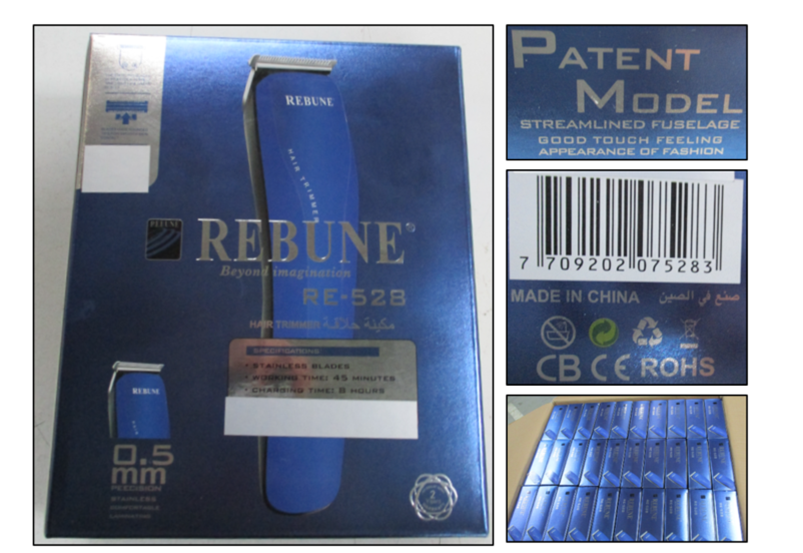 REBUNE
HAIR TRIMMER
REBUNE®
Beyond imagination
RE-528
HAIR TRIMMER مكينة حلاقة
SPECIFICATIONS
• STAINLESS BLADES
• WORKING TIME: 45 MINUTES
• CHARGING TIME: 8 HOURS
REBUNE
0.5
mm
STAINLESS
2
PATENT
MODEL
STREAMLINED FUSELAGE
GOOD TOUCH FEELING
APPEARANCE OF FASHION
7 709202 075283
MADE IN CHINA صنع في الصين
CB CE ROHS